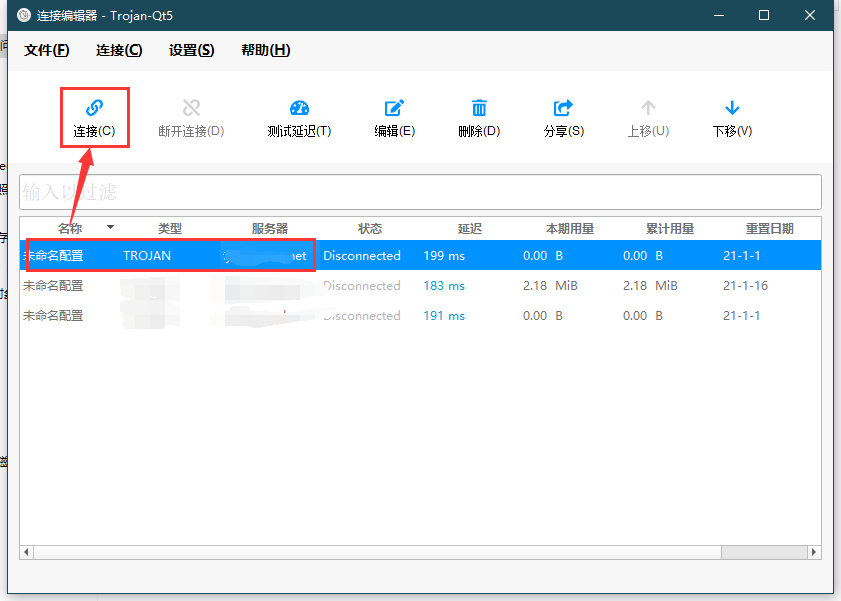 连接编辑器 - Trojan-Qt5
文件(F) 连接(C) 设置(S) 帮助(H)
连接(C) 断开连接(D) 测试延迟(T) 编辑(E) 删除(D) 分享(S) 上移(U) 下移(V)
输入以过滤
名称 类型 服务器 状态 延迟 本期用量 累计用量 重置日期
未命名配置 TROJAN net Disconnected 199 ms 0.00 B 0.00 B 21-1-1
未命名配置 Disconnected 183 ms 2.18 MiB 2.18 MiB 21-1-16
未命名配置 Disconnected 191 ms 0.00 B 0.00 B 21-1-1